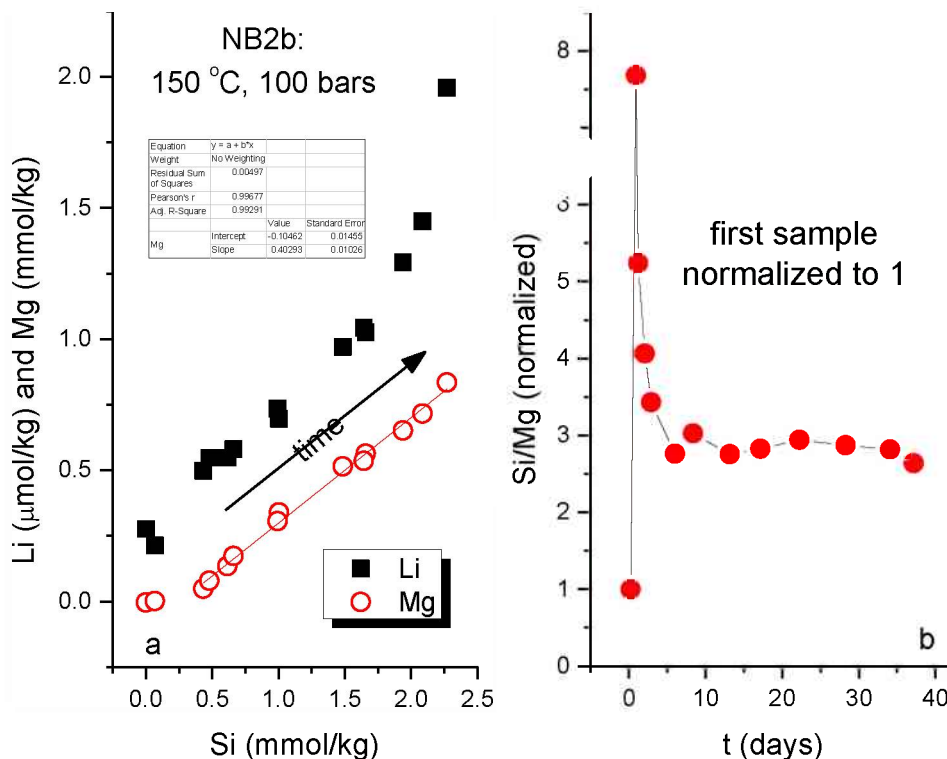 NB2b:
150 °C, 100 bars
Equation y = a + b*x
Weight No Weighting
Residual Sum of Squares 0.00497
Pearson's r 0.99677
Adj. R-Square 0.99291
Value Standard Error
Mg Intercept -0.10462 0.01455
Slope 0.40293 0.01026
Li (μmol/kg) and Mg (mmol/kg)
2.0
1.5
1.0
0.5
0.0
time
Li
Mg
a
0.0 0.5 1.0 1.5 2.0 2.5
Si (mmol/kg)
Si/Mg (normalized)
8
6
5
4
3
2
1
0
first sample
normalized to 1
b
0 10 20 30 40
t (days)